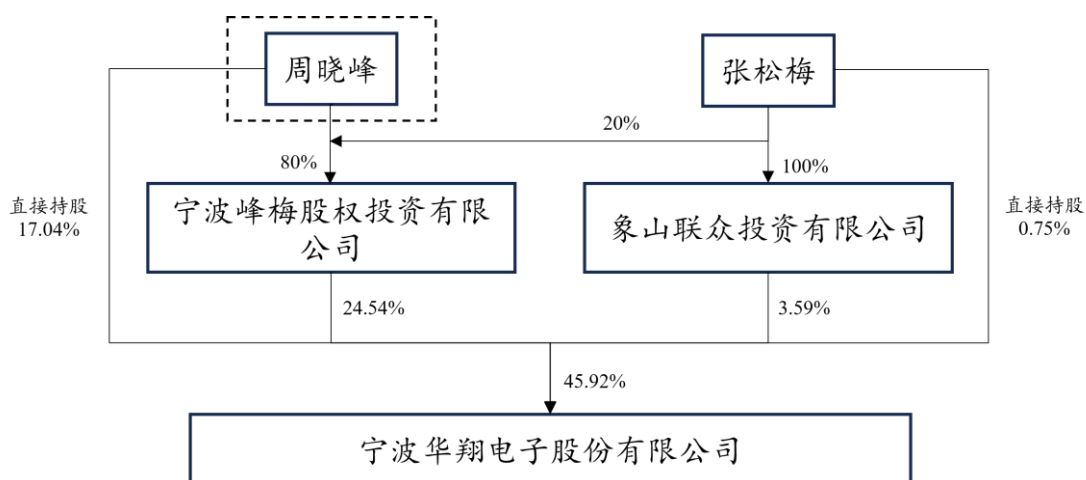 周晓峰
张松梅
20%
80%
100%
直接持股
17.04%
宁波峰梅股权投资有限
公司
象山联众投资有限公司
直接持股
0.75%
24.54%
3.59%
45.92%
宁波华翔电子股份有限公司